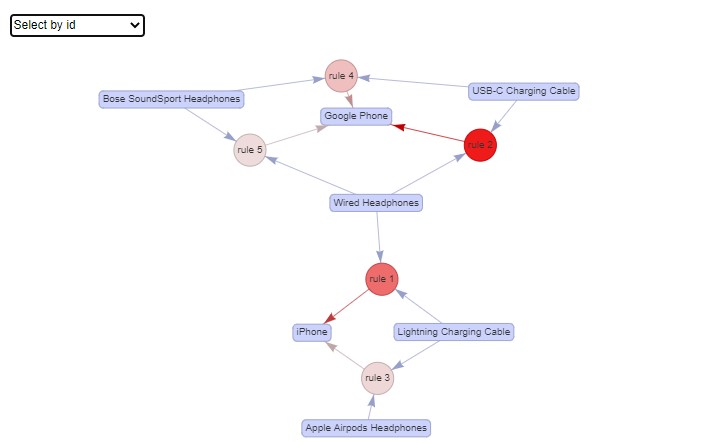 Select by id
rule 4
USB-C Charging Cable
Bose SoundSport Headphones
Google Phone
rule 2
rule 5
Wired Headphones
rule 1
iPhone
Lightning Charging Cable
rule 3
Apple Airpods Headphones